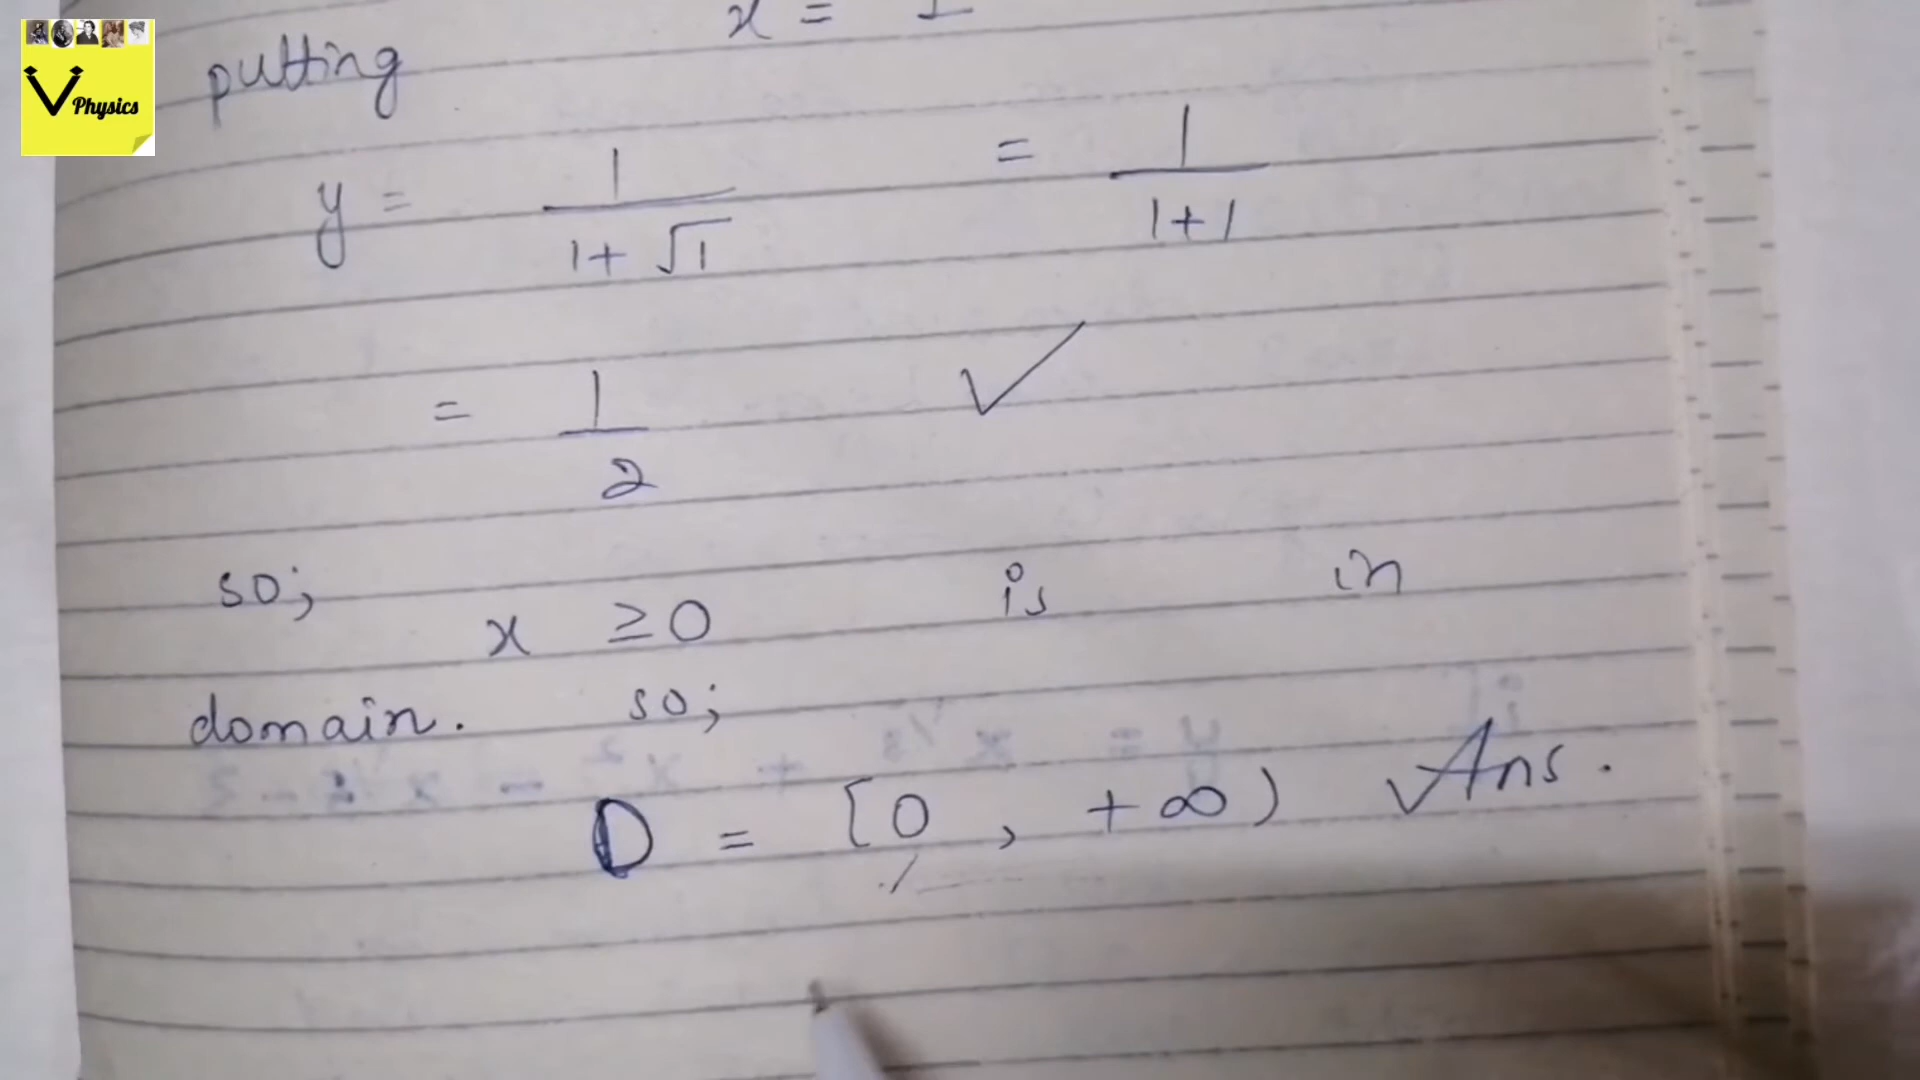 x = 1
putting
V Physics
y = 1 / 1 + √1 = 1 / 1 + 1
= 1 / 2 ✓
so; x ≥ 0 is in
domain. so;
D = [0, +∞) Ans.